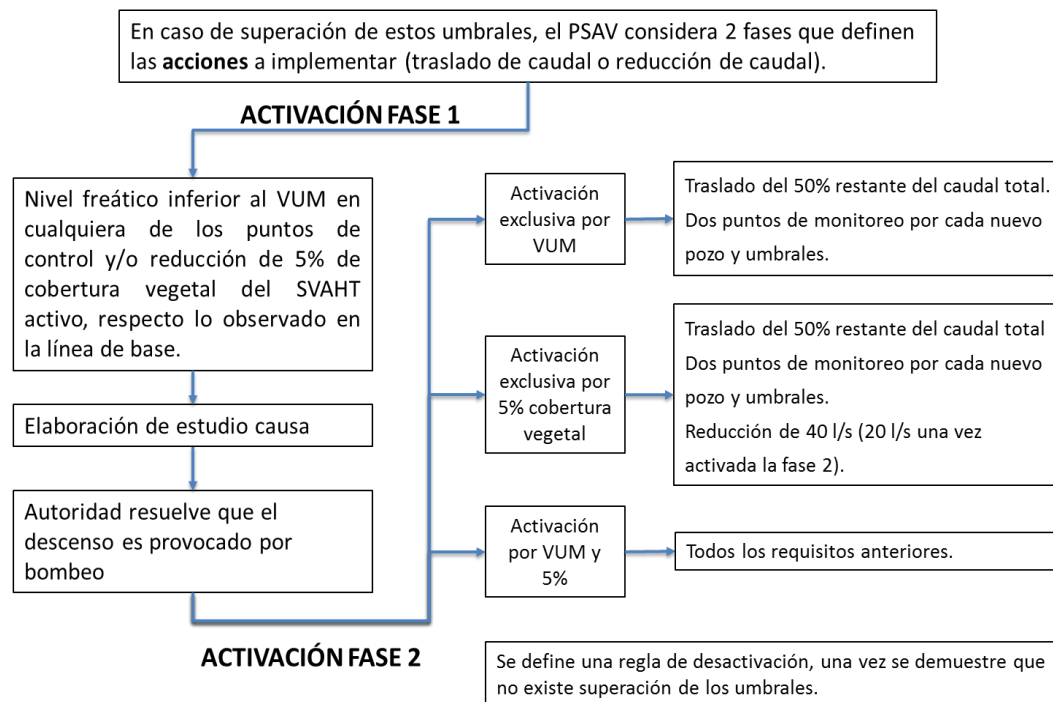 En caso de superación de estos umbrales, el PSAV considera 2 fases que definen
las acciones a implementar (traslado de caudal o reducción de caudal).
ACTIVACIÓN FASE 1
Nivel freático inferior al VUM en
cualquiera de los puntos de
control y/o reducción de 5% de
cobertura vegetal del SVAHT
activo, respecto lo observado en
la línea de base.
Elaboración de estudio causa
Autoridad resuelve que el
descenso es provocado por
bombeo
ACTIVACIÓN FASE 2
Activación
exclusiva por
VUM
Traslado del 50% restante del caudal total.
Dos puntos de monitoreo por cada nuevo
pozo y umbrales.
Activación
exclusiva por
5% cobertura
vegetal
Traslado del 50% restante del caudal total
Dos puntos de monitoreo por cada nuevo
pozo y umbrales.
Reducción de 40 l/s (20 l/s una vez
activada la fase 2).
Activación
por VUM y
5%
Todos los requisitos anteriores.
Se define una regla de desactivación, una vez se demuestre que
no existe superación de los umbrales.